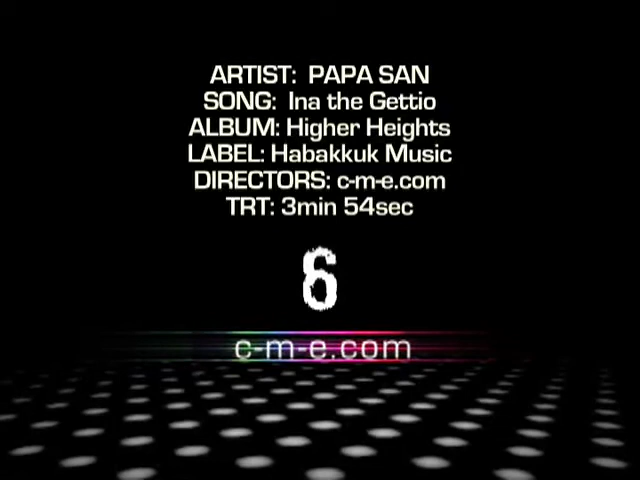 ARTIST: PAPA SAN
SONG: Ina the Gettio
ALBUM: Higher Heights
LABEL: Habakkuk Music
DIRECTORS: c-m-e.com
TRT: 3min 54sec
6
c-m-e.com